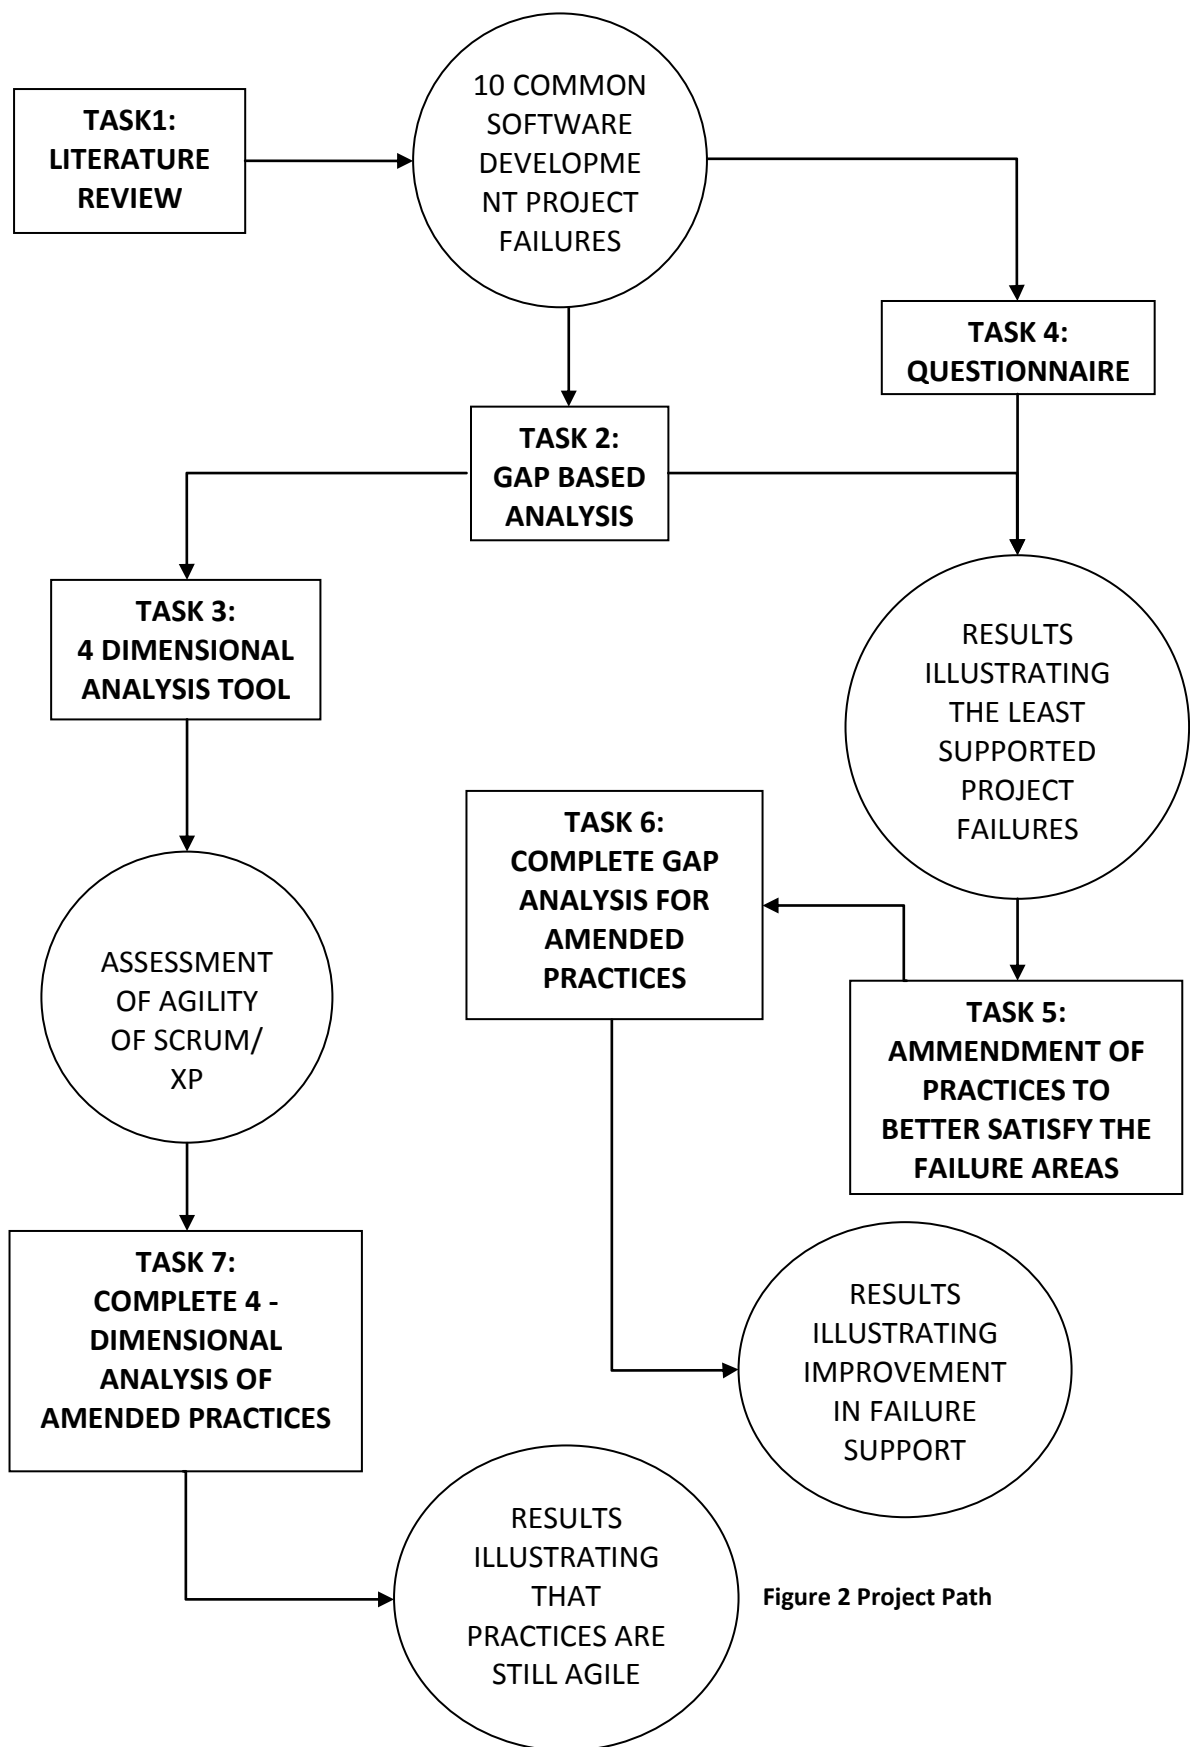 TASK1:
LITERATURE
REVIEW
10 COMMON
SOFTWARE
DEVELOPME
NT PROJECT
FAILURES
TASK 4:
QUESTIONNAIRE
TASK 2:
GAP BASED
ANALYSIS
TASK 3:
4 DIMENSIONAL
ANALYSIS TOOL
RESULTS
ILLUSTRATING
THE LEAST
SUPPORTED
PROJECT
FAILURES
TASK 6:
COMPLETE GAP
ANALYSIS FOR
AMENDED
PRACTICES
ASSESSMENT
OF AGILITY
OF SCRUM/
XP
TASK 5:
AMMENDMENT OF
PRACTICES TO
BETTER SATISFY THE
FAILURE AREAS
TASK 7:
COMPLETE 4 -
DIMENSIONAL
ANALYSIS OF
AMENDED PRACTICES
RESULTS
ILLUSTRATING
IMPROVEMENT
IN FAILURE
SUPPORT
RESULTS
ILLUSTRATING
THAT
PRACTICES ARE
STILL AGILE
Figure 2 Project Path